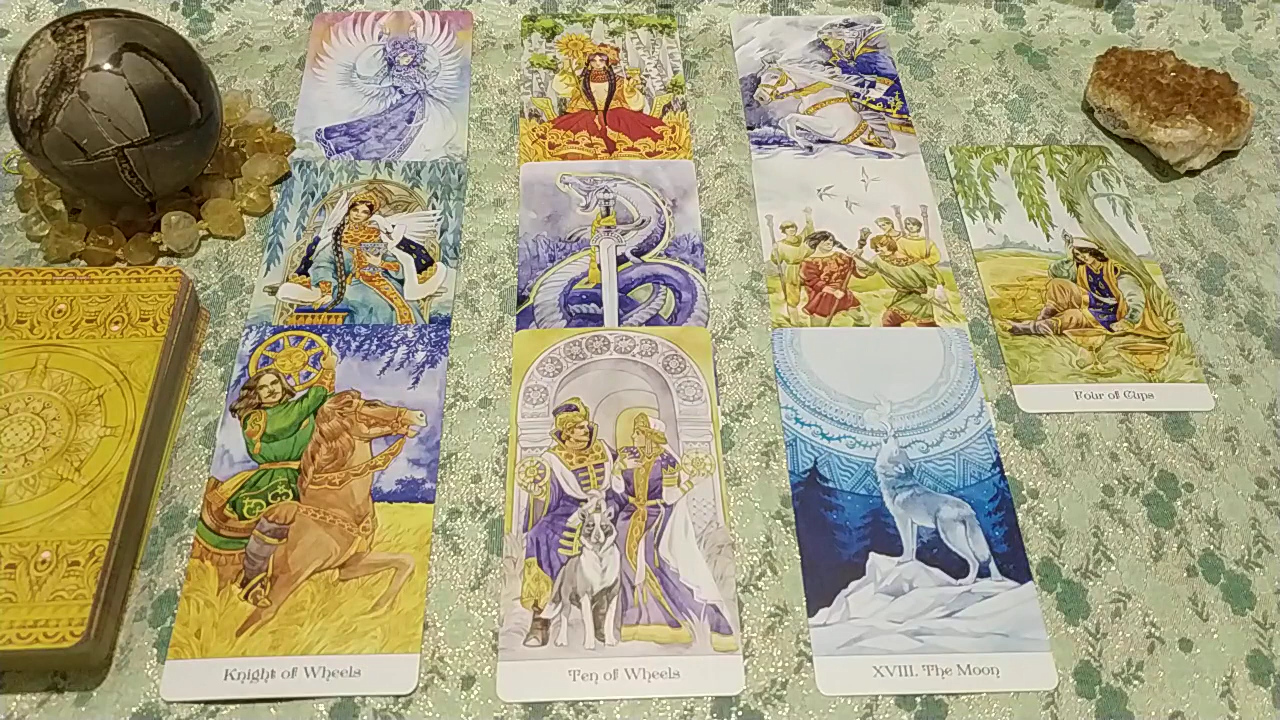 Four of Cups
Knight of Wheels
Ten of Wheels
XVIII. The Moon